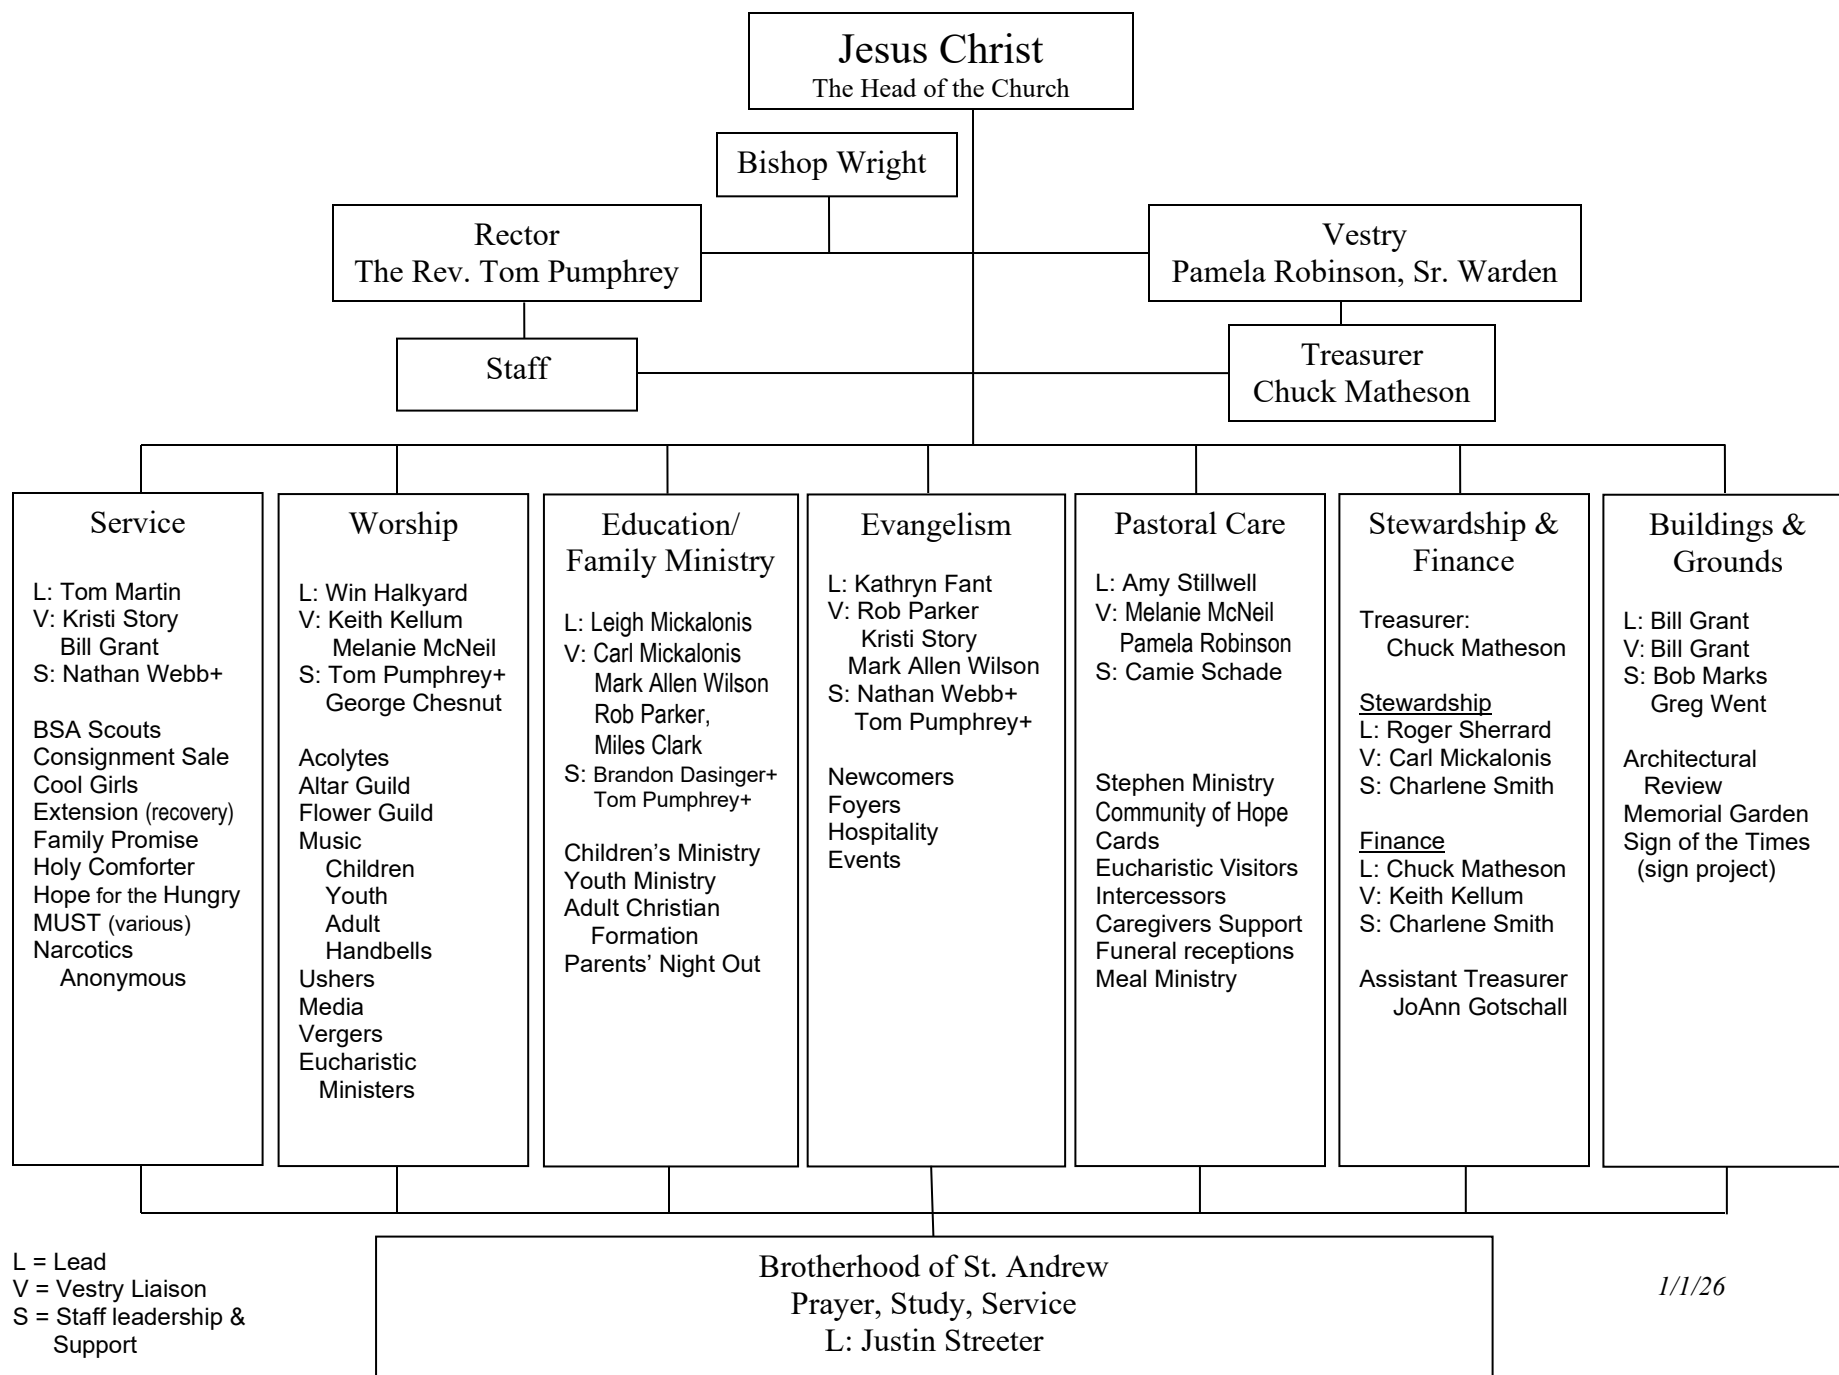 Jesus Christ
The Head of the Church
Bishop Wright
Rector
The Rev. Tom Pumphrey
Vestry
Pamela Robinson, Sr. Warden
Staff
Treasurer
Chuck Matheson
Service
L: Tom Martin
V: Kristi Story
Bill Grant
S: Nathan Webb+
BSA Scouts
Consignment Sale
Cool Girls
Extension (recovery)
Family Promise
Holy Comforter
Hope for the Hungry
MUST (various)
Narcotics
Anonymous
Worship
L: Win Halkyard
V: Keith Kellum
Melanie McNeil
S: Tom Pumphrey+
George Chesnut
Acolytes
Altar Guild
Flower Guild
Music
Children
Youth
Adult
Handbells
Ushers
Media
Vergers
Eucharistic
Ministers
Education/
Family Ministry
L: Leigh Mickalonis
V: Carl Mickalonis
Mark Allen Wilson
Rob Parker,
Miles Clark
S: Brandon Dasinger+
Tom Pumphrey+
Children’s Ministry
Youth Ministry
Adult Christian
Formation
Parents’ Night Out
Evangelism
L: Kathryn Fant
V: Rob Parker
Kristi Story
Mark Allen Wilson
S: Nathan Webb+
Tom Pumphrey+
Newcomers
Foyers
Hospitality
Events
Pastoral Care
L: Amy Stillwell
V: Melanie McNeil
Pamela Robinson
S: Camie Schade
Stephen Ministry
Community of Hope
Cards
Eucharistic Visitors
Intercessors
Caregivers Support
Funeral receptions
Meal Ministry
Stewardship &
Finance
Treasurer:
Chuck Matheson
Stewardship
L: Roger Sherrard
V: Carl Mickalonis
S: Charlene Smith
Finance
L: Chuck Matheson
V: Keith Kellum
S: Charlene Smith
Assistant Treasurer
JoAnn Gotschall
Buildings &
Grounds
L: Bill Grant
V: Bill Grant
S: Bob Marks
Greg Went
Architectural
Review
Memorial Garden
Sign of the Times
(sign project)
L = Lead
V = Vestry Liaison
S = Staff leadership &
Support
Brotherhood of St. Andrew
Prayer, Study, Service
L: Justin Streeter
1/1/26